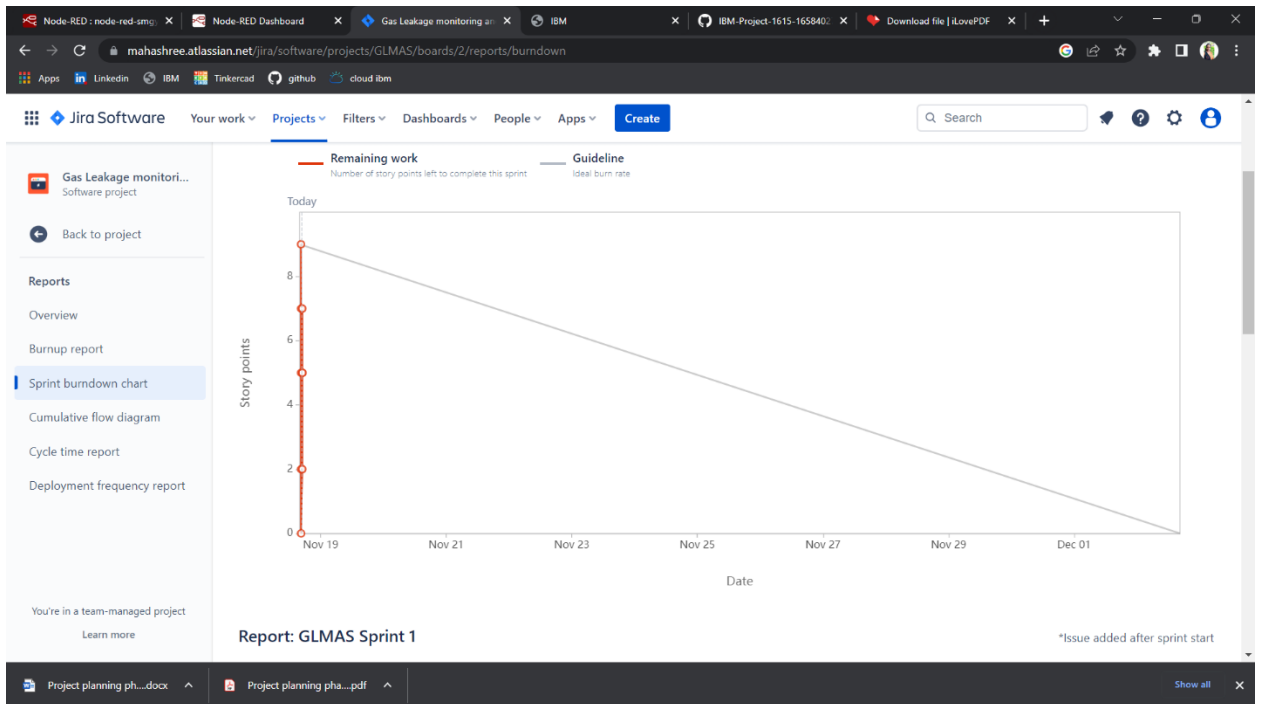 Node-RED : node-red-smg
Node-RED Dashboard
Gas Leakage monitoring an
IBM
IBM-Project-1615-1658402
Download file | iLovePDF
mahashree.atlassian.net/jira/software/projects/GLMAS/boards/2/reports/burndown
Apps
Linkedin
IBM
Tinkercad
github
cloud ibm
Jira Software
Your work
Projects
Filters
Dashboards
People
Apps
Create
Search
Gas Leakage monitori...
Software project
Back to project
Reports
Overview
Burnup report
Sprint burndown chart
Cumulative flow diagram
Cycle time report
Deployment frequency report
You're in a team-managed project
Learn more
Remaining work
Number of story points left to complete this sprint
Guideline
Ideal burn rate
Today
8
6
4
2
0
Story points
Nov 19
Nov 21
Nov 23
Nov 25
Nov 27
Nov 29
Dec 01
Date
Report: GLMAS Sprint 1
*Issue added after sprint start
Project planning ph....docx
Project planning pha....pdf
Show all